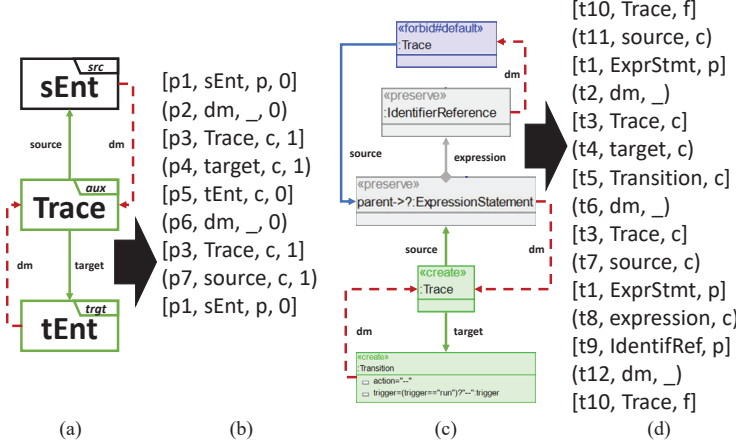 src
sEnt
source
dm
aux
Trace
dm
target
trgt
tEnt
(a)
[p1, sEnt, p, 0]
(p2, dm, _, 0)
[p3, Trace, c, 1]
(p4, target, c, 1)
[p5, tEnt, c, 0]
(p6, dm, _, 0)
[p3, Trace, c, 1]
(p7, source, c, 1)
[p1, sEnt, p, 0]
(b)
«forbid#default»
:Trace
dm
«preserve»
:IdentifierReference
source
expression
«preserve»
parent->?:ExpressionStatement
source
dm
«create»
:Trace
dm
target
«create»
:Transition
action="--"
trigger=(trigger=="run")?"--":trigger
(c)
[t10, Trace, f]
(t11, source, c)
[t1, ExprStmt, p]
(t2, dm, _)
[t3, Trace, c]
(t4, target, c)
[t5, Transition, c]
(t6, dm, _)
[t3, Trace, c]
(t7, source, c)
[t1, ExprStmt, p]
(t8, expression, c)
[t9, IdentifRef, p]
(t12, dm, _)
[t10, Trace, f]
(d)